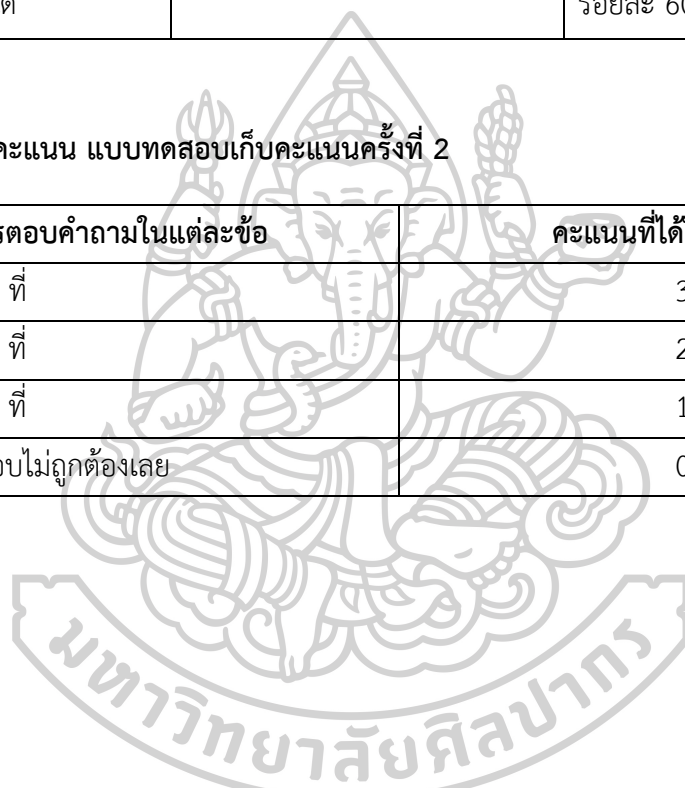 ร้อยละ 60
คะแนน แบบทดสอบเก็บคะแนนครั้งที่ 2
รตอบคำถามในแต่ละข้อ คะแนนที่ได้
ที่ 3
ที่ 2
ที่ 1
อบไม่ถูกต้องเลย 0
มหาวิทยาลัยศิลปากร